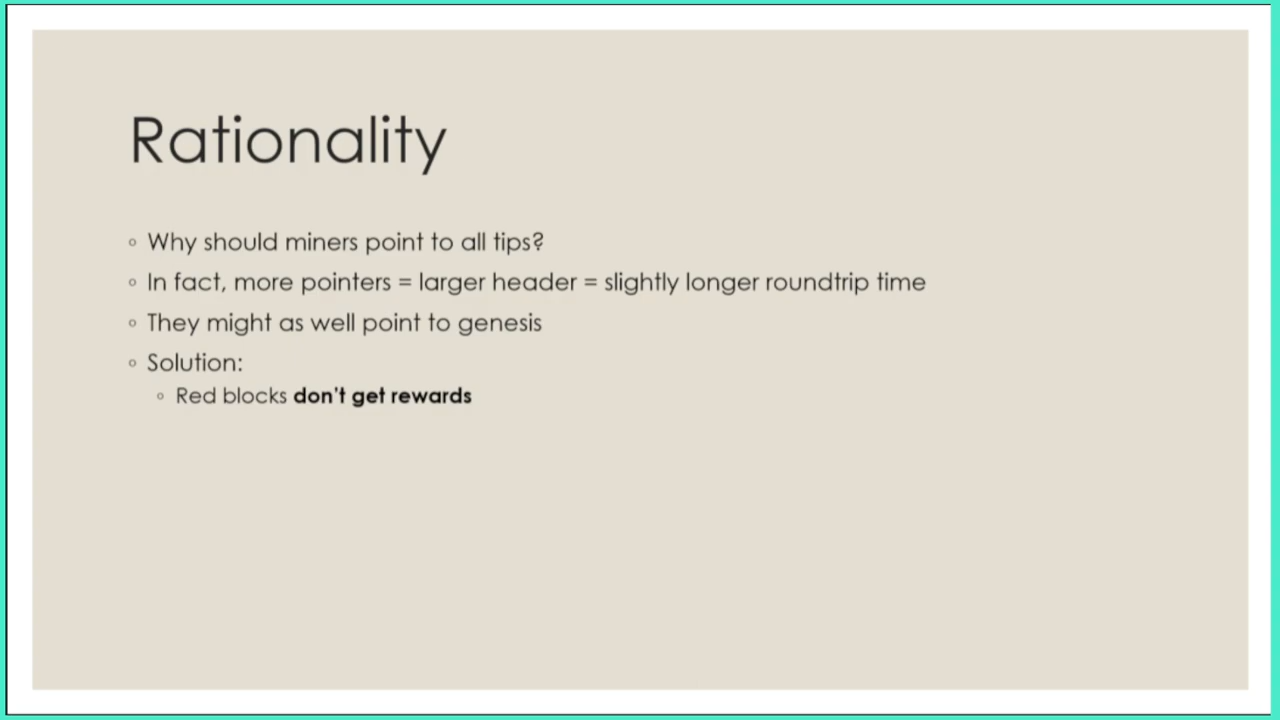 Rationality
◦ Why should miners point to all tips?
◦ In fact, more pointers = larger header = slightly longer roundtrip time
◦ They might as well point to genesis
◦ Solution:
◦ Red blocks don't get rewards